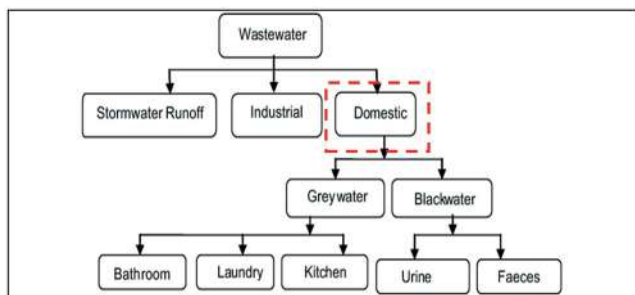 Wastewater
Stormwater Runoff
Industrial
Domestic
Greywater
Blackwater
Bathroom
Laundry
Kitchen
Urine
Faeces